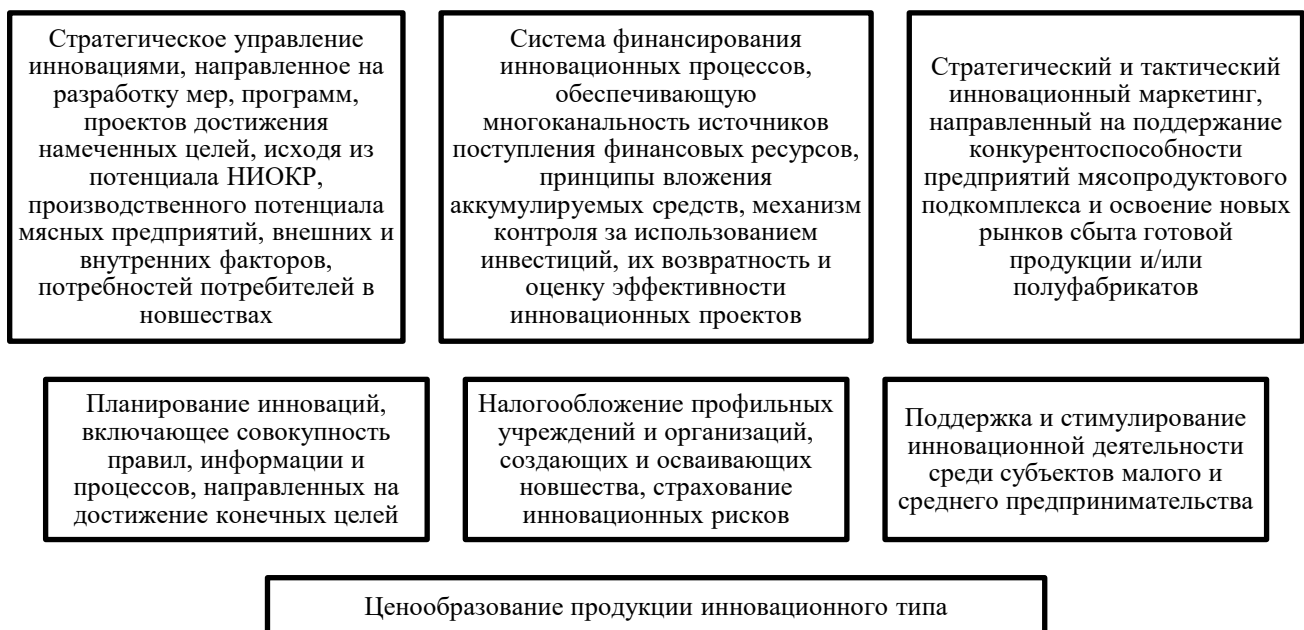 Стратегическое управление
инновациями, направленное на
разработку мер, программ,
проектов достижения
намеченных целей, исходя из
потенциала НИОКР,
производственного потенциала
мясных предприятий, внешних и
внутренних факторов,
потребностей потребителей в
новшествах
Система финансирования
инновационных процессов,
обеспечивающую
многоканальность источников
поступления финансовых ресурсов,
принципы вложения
аккумулируемых средств, механизм
контроля за использованием
инвестиций, их возвратность и
оценку эффективности
инновационных проектов
Стратегический и тактический
инновационный маркетинг,
направленный на поддержание
конкурентоспособности
предприятий мясопродуктового
подкомплекса и освоение новых
рынков сбыта готовой
продукции и/или
полуфабрикатов
Планирование инноваций,
включающее совокупность
правил, информации и
процессов, направленных на
достижение конечных целей
Налогообложение профильных
учреждений и организаций,
создающих и осваивающих
новшества, страхование
инновационных рисков
Поддержка и стимулирование
инновационной деятельности
среди субъектов малого и
среднего предпринимательства
Ценообразование продукции инновационного типа